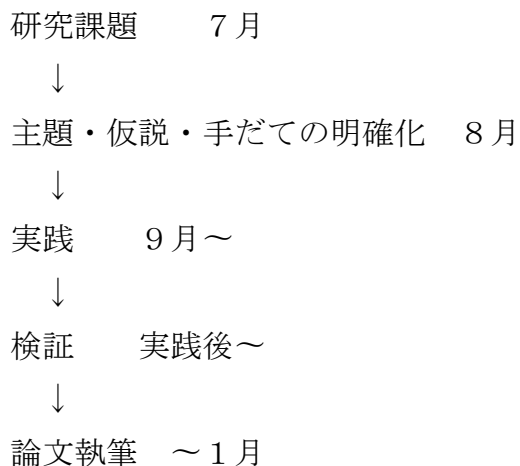 研究課題　　７月
↓
主題・仮説・手だての明確化　８月
↓
実践　　９月～
↓
検証　　実践後～
↓
論文執筆　～１月